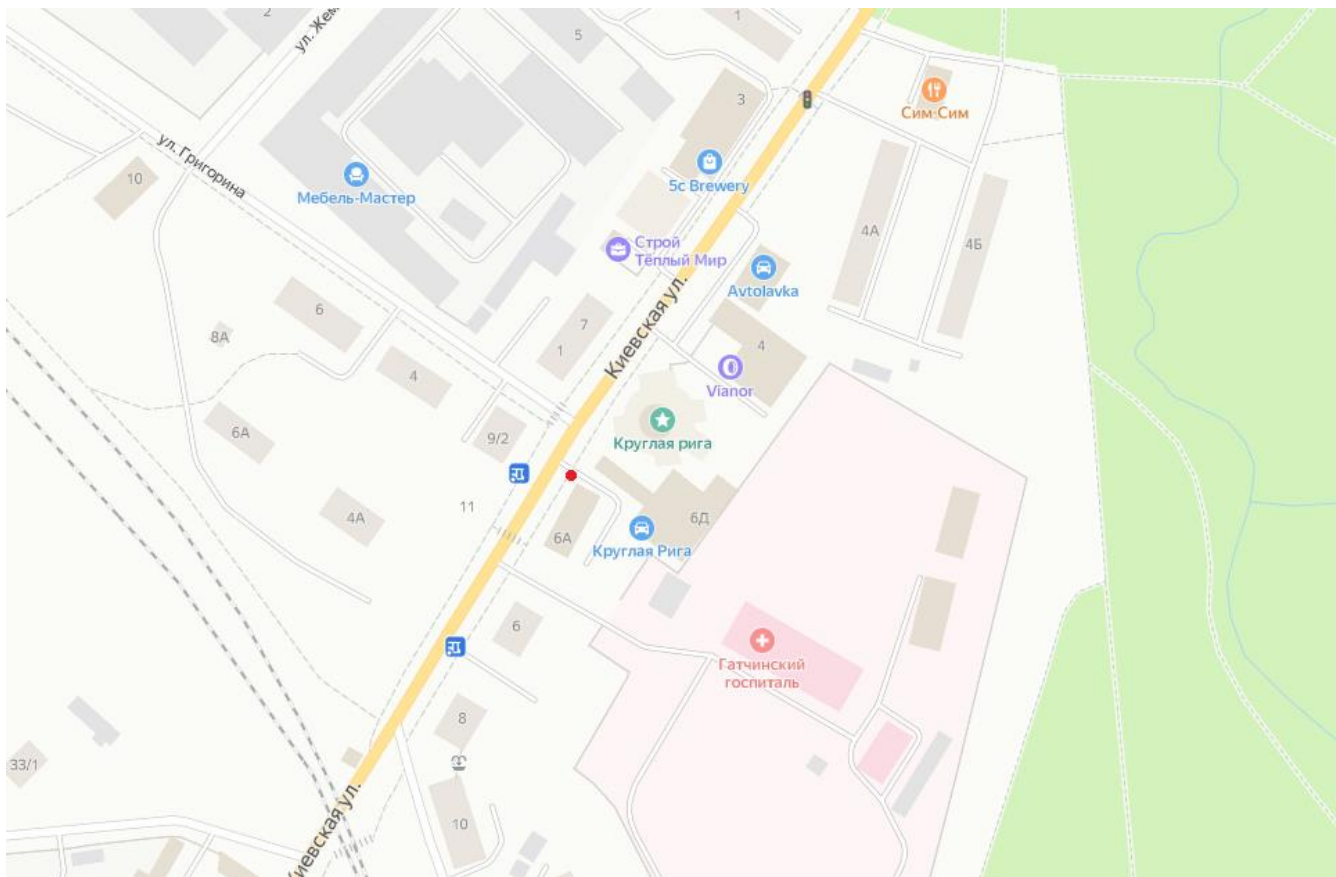 2
ул. Жем
5
1
3
Сим-Сим
ул. Григорина
10
Мебель-Мастер
5c Brewery
4А
4Б
Строй
Тёплый Мир
Avtolavka
Киевская ул.
6
7
1
8А
4
4
Vianor
6А
9/2
Круглая рига
11
4А
6А
6Д
Круглая Рига
6
Гатчинский
госпиталь
8
33/1
10
Киевская ул.